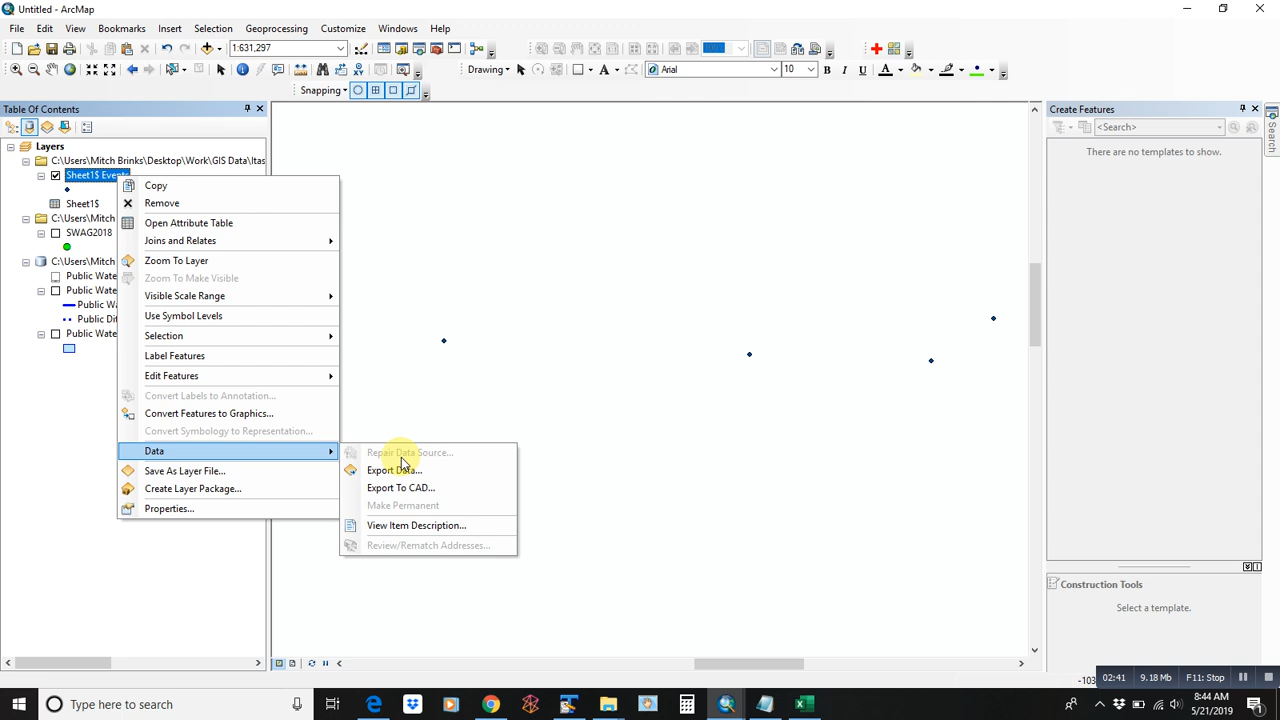 Untitled - ArcMap
File Edit View Bookmarks Insert Selection Geoprocessing Customize Windows Help
1:631,297
Drawing Arial 10 B I U A
Snapping
Table Of Contents
Layers
C:\Users\Mitch Brinks\Desktop\Work\GIS Data\Itas
Sheet1$ Events
Sheet1$
C:\Users\Mitch
SWAG2018
C:\Users\Mitch
Public Wate
Public Wate
Public Wa
Public Dit
Public Wate
Copy
Remove
Open Attribute Table
Joins and Relates
Zoom To Layer
Zoom To Make Visible
Visible Scale Range
Use Symbol Levels
Selection
Label Features
Edit Features
Convert Labels to Annotation...
Convert Features to Graphics...
Convert Symbology to Representation...
Data
Save As Layer File...
Create Layer Package...
Properties...
Repair Data Source...
Export Data...
Export To CAD...
Make Permanent
View Item Description...
Review/Rematch Addresses...
Create Features
<Search>
There are no templates to show.
Search
Construction Tools
Select a template.
-103
02:41 9.18 Mb F11: Stop
Type here to search
8:44 AM
5/21/2019